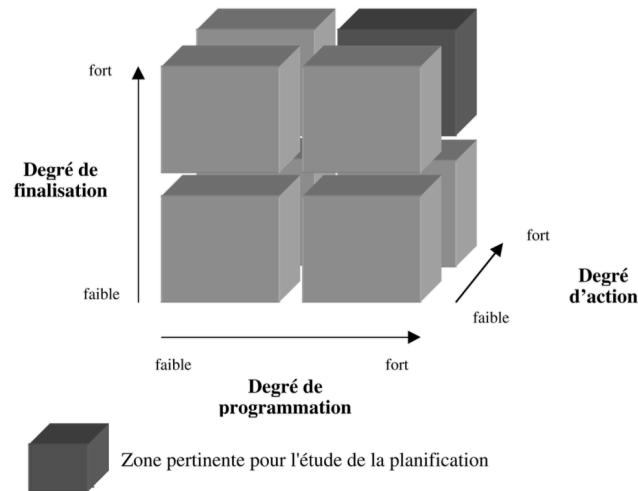 fort
Degré de
finalisation
faible
fort
Degré
d’action
faible
faible
fort
Degré de
programmation
Zone pertinente pour l'étude de la planification